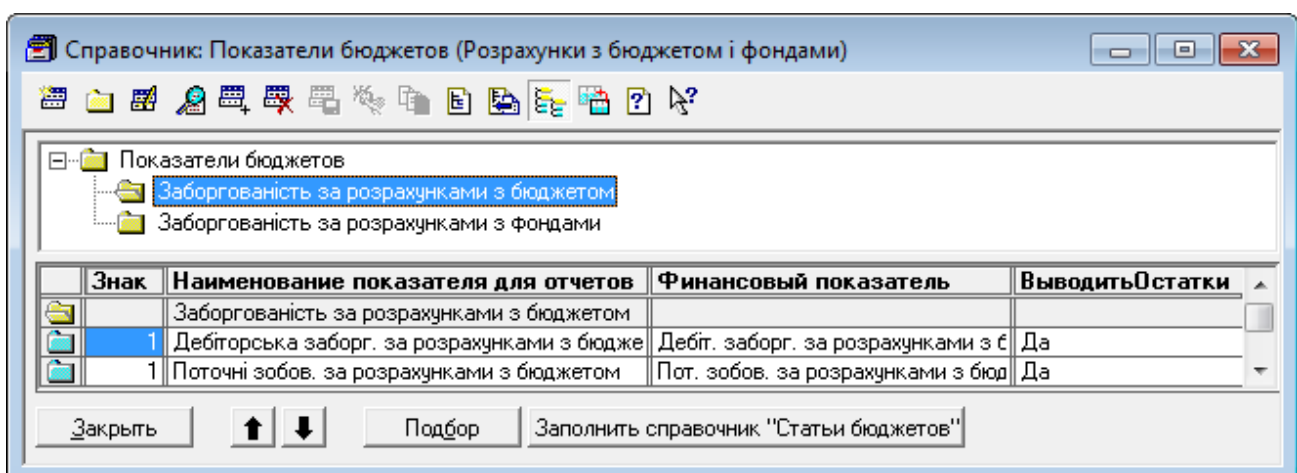 Справочник: Показатели бюджетов (Розрахунки з бюджетом і фондами)
Показатели бюджетов
Заборгованість за розрахунками з бюджетом
Заборгованість за розрахунками з фондами
Знак Наименование показателя для отчетов Финансовый показатель ВыводитьОстатки
Заборгованість за розрахунками з бюджетом
1 Дебіторська заборг. за розрахунками з бюдже Дебіт. заборг. за розрахунками з б Да
1 Поточні зобов. за розрахунками з бюджетом Пот. зобов. за розрахунками з бюд Да
Закрыть Подбор Заполнить справочник "Статьи бюджетов"